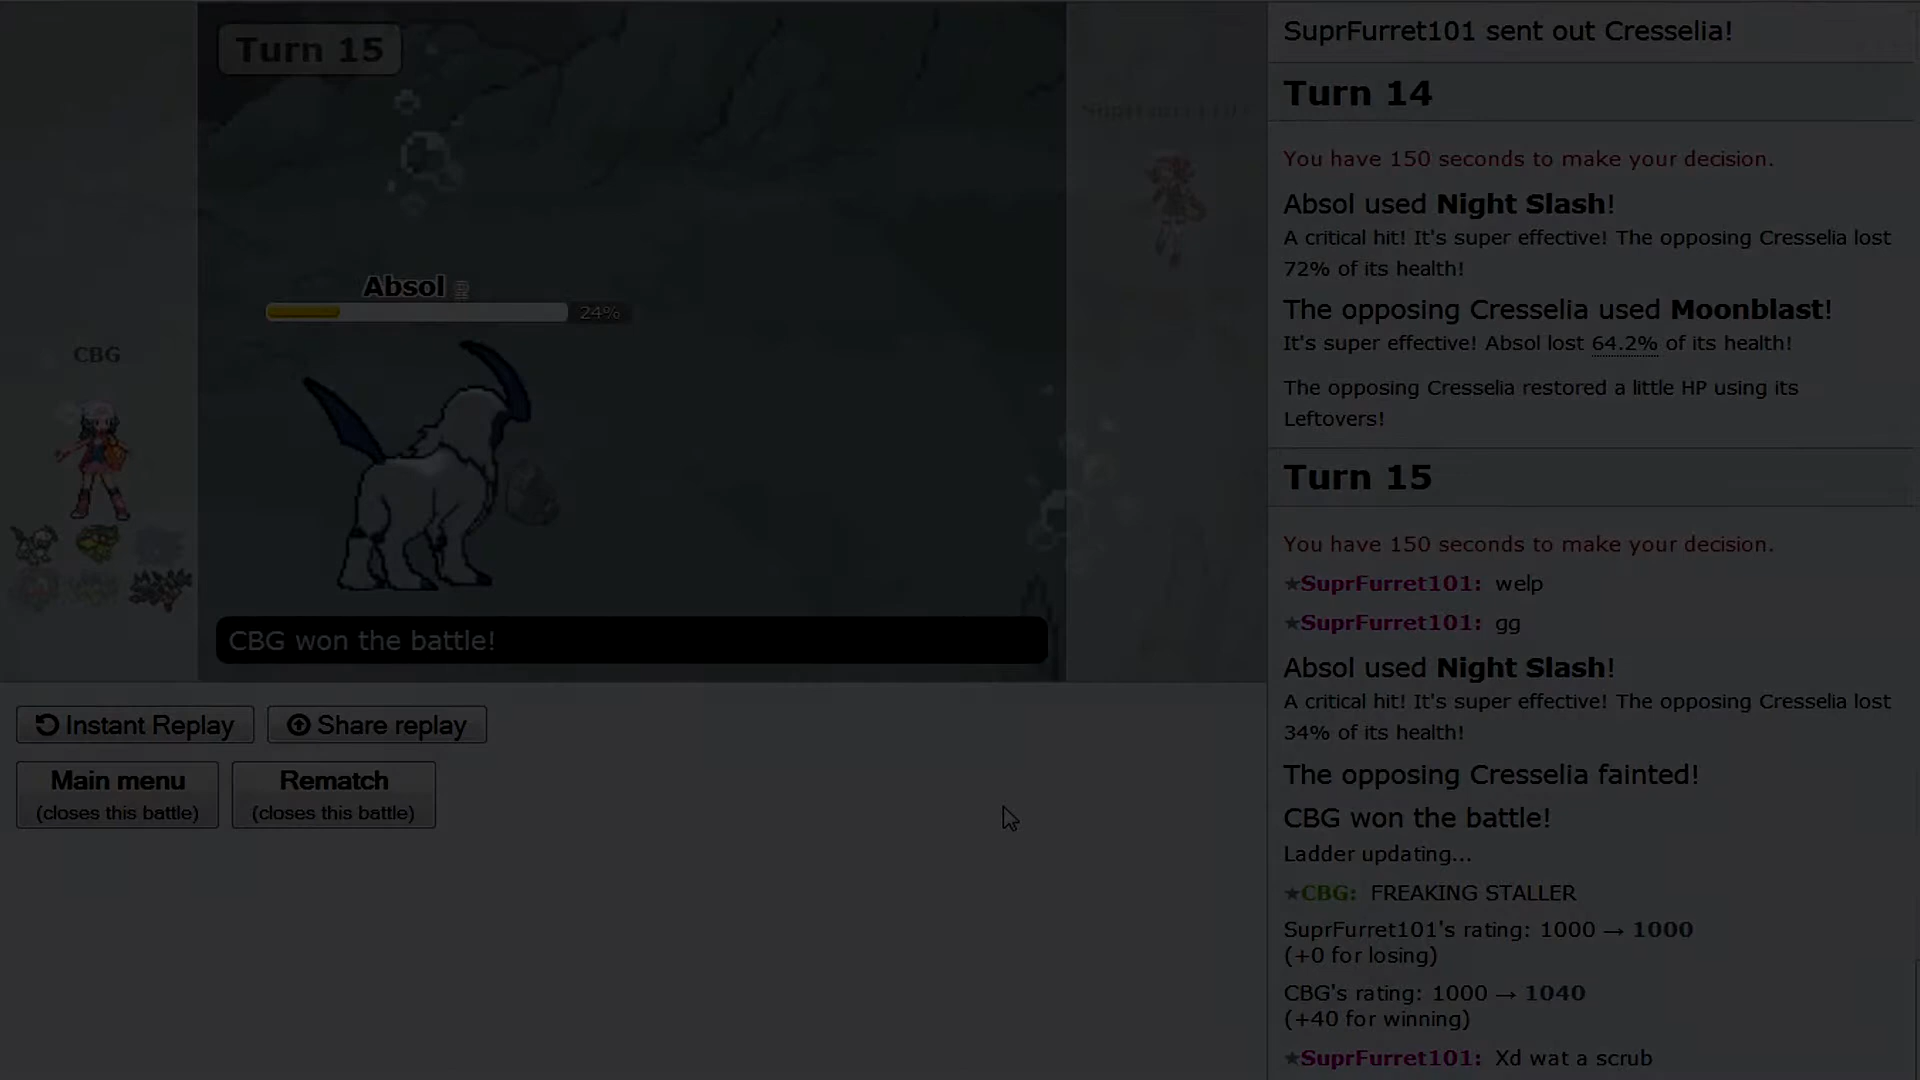 Turn 15
Absol
24%
CBG
CBG won the battle!
Instant Replay
Share replay
Main menu
(closes this battle)
Rematch
(closes this battle)
SuprFurret101 sent out Cresselia!
Turn 14
You have 150 seconds to make your decision.
Absol used Night Slash!
A critical hit! It's super effective! The opposing Cresselia lost
72% of its health!
The opposing Cresselia used Moonblast!
It's super effective! Absol lost 64.2% of its health!
The opposing Cresselia restored a little HP using its
Leftovers!
Turn 15
You have 150 seconds to make your decision.
★SuprFurret101: welp
★SuprFurret101: gg
Absol used Night Slash!
A critical hit! It's super effective! The opposing Cresselia lost
34% of its health!
The opposing Cresselia fainted!
CBG won the battle!
Ladder updating...
★CBG: FREAKING STALLER
SuprFurret101's rating: 1000 → 1000
(+0 for losing)
CBG's rating: 1000 → 1040
(+40 for winning)
★SuprFurret101: Xd wat a scrub